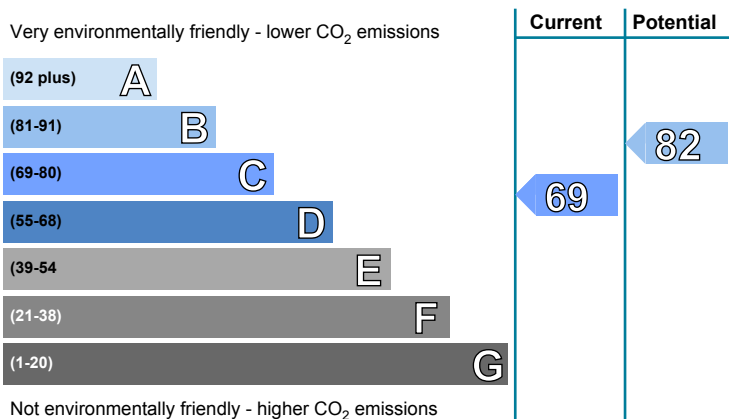 Very environmentally friendly - lower CO2 emissions
Current
Potential
(92 plus) A
(81-91) B
82
(69-80) C
69
(55-68) D
(39-54 E
(21-38) F
(1-20) G
Not environmentally friendly - higher CO2 emissions